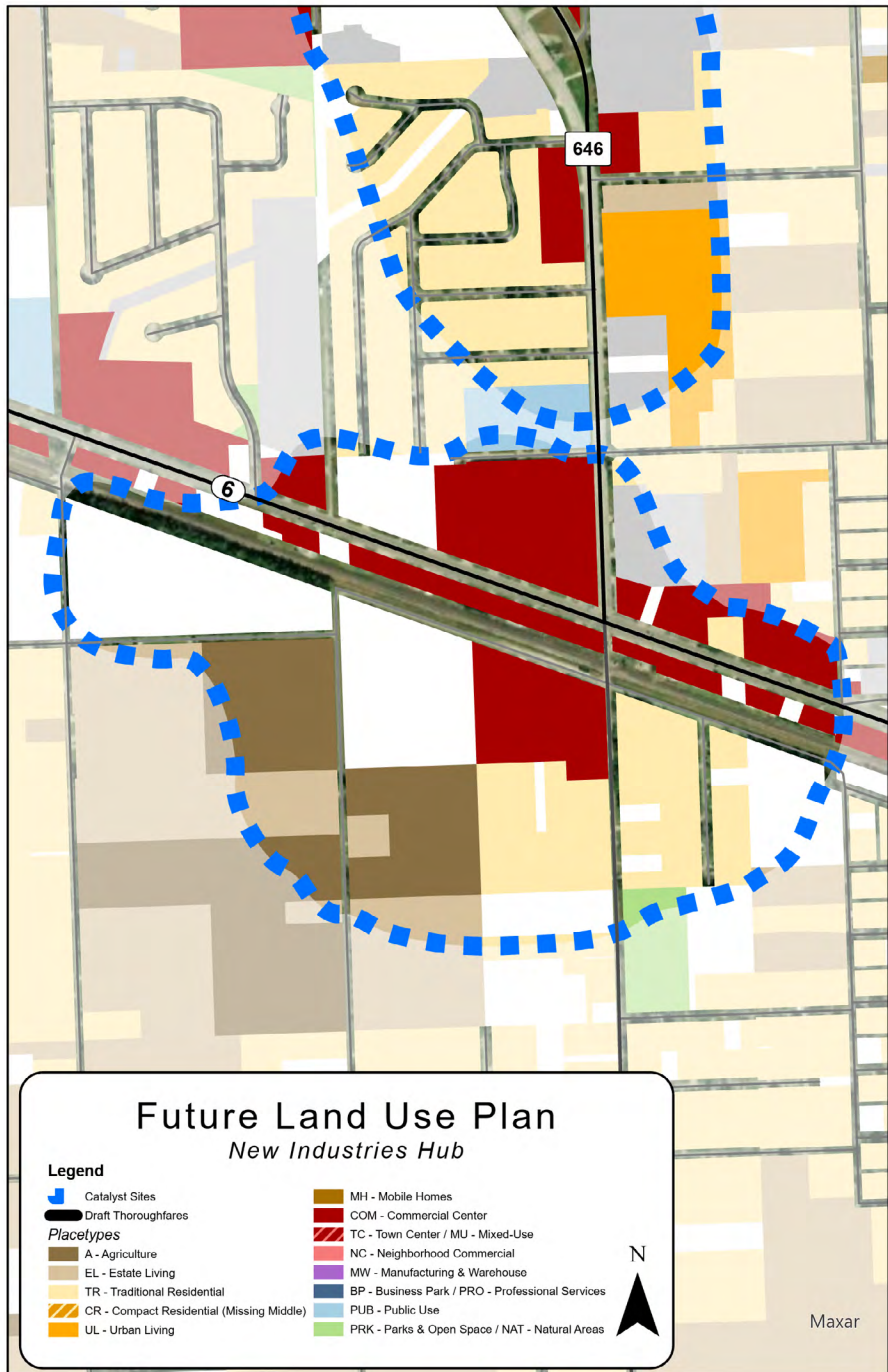 646
6
Future Land Use Plan
New Industries Hub
Legend
Catalyst Sites
Draft Thoroughfares
Placetypes
A - Agriculture
EL - Estate Living
TR - Traditional Residential
CR - Compact Residential (Missing Middle)
UL - Urban Living
MH - Mobile Homes
COM - Commercial Center
TC - Town Center / MU - Mixed-Use
NC - Neighborhood Commercial
MW - Manufacturing & Warehouse
BP - Business Park / PRO - Professional Services
PUB - Public Use
PRK - Parks & Open Space / NAT - Natural Areas
N
Maxar